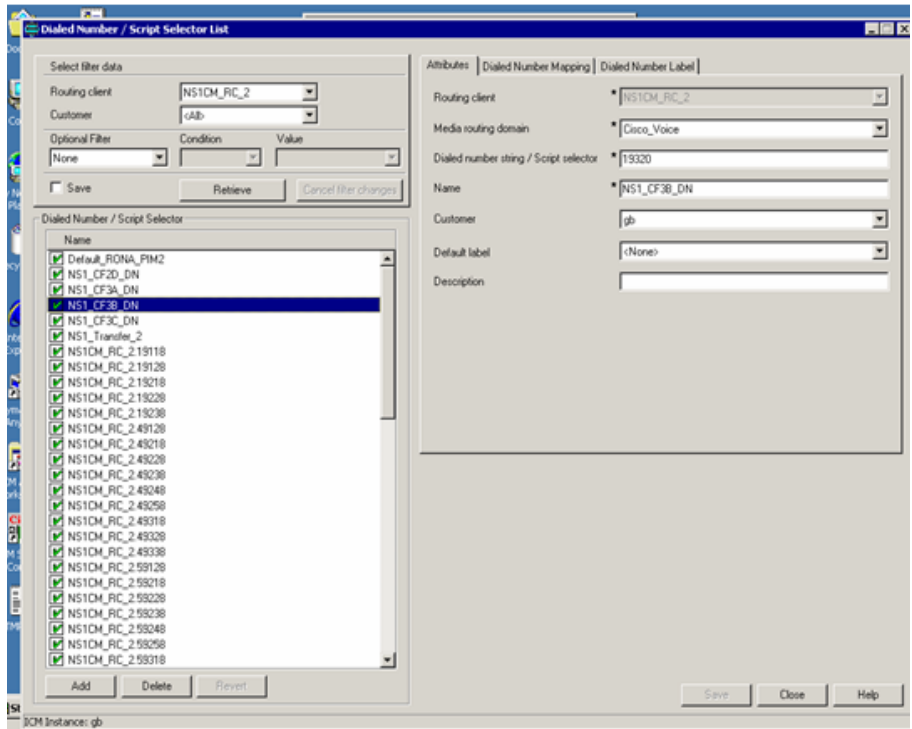 Dialed Number / Script Selector List
Select filter data
Routing client NS1CM_RC_2
Customer <All>
Optional Filter Condition Value
None
Save Retrieve Cancel filter changes
Dialed Number / Script Selector
Name
Default_RONA_PIM2
NS1_CF2D_DN
NS1_CF3A_DN
NS1_CF3B_DN
NS1_CF3C_DN
NS1_Transfer_2
NS1CM_RC_2.19118
NS1CM_RC_2.19128
NS1CM_RC_2.19218
NS1CM_RC_2.19228
NS1CM_RC_2.19238
NS1CM_RC_2.49128
NS1CM_RC_2.49218
NS1CM_RC_2.49228
NS1CM_RC_2.49238
NS1CM_RC_2.49248
NS1CM_RC_2.49258
NS1CM_RC_2.49318
NS1CM_RC_2.49328
NS1CM_RC_2.49338
NS1CM_RC_2.59128
NS1CM_RC_2.59218
NS1CM_RC_2.59228
NS1CM_RC_2.59238
NS1CM_RC_2.59248
NS1CM_RC_2.59258
NS1CM_RC_2.59318
Add Delete Revert
Attributes Dialed Number Mapping Dialed Number Label
Routing client * NS1CM_RC_2
Media routing domain * Cisco_Voice
Dialed number string / Script selector * 19320
Name * NS1_CF3B_DN
Customer gb
Default label <None>
Description
Save Close Help
ICM Instance: gb